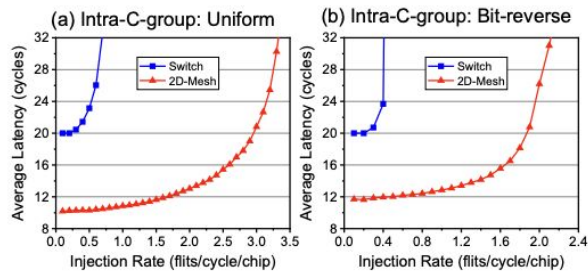 (a) Intra-C-group: Uniform
Average Latency (cycles)
32
28
24
20
16
12
8
Switch
2D-Mesh
0.0 0.5 1.0 1.5 2.0 2.5 3.0 3.5
Injection Rate (flits/cycle/chip)
(b) Intra-C-group: Bit-reverse
Average Latency (cycles)
32
28
24
20
16
12
8
Switch
2D-Mesh
0.0 0.4 0.8 1.2 1.6 2.0 2.4
Injection Rate (flits/cycle/chip)